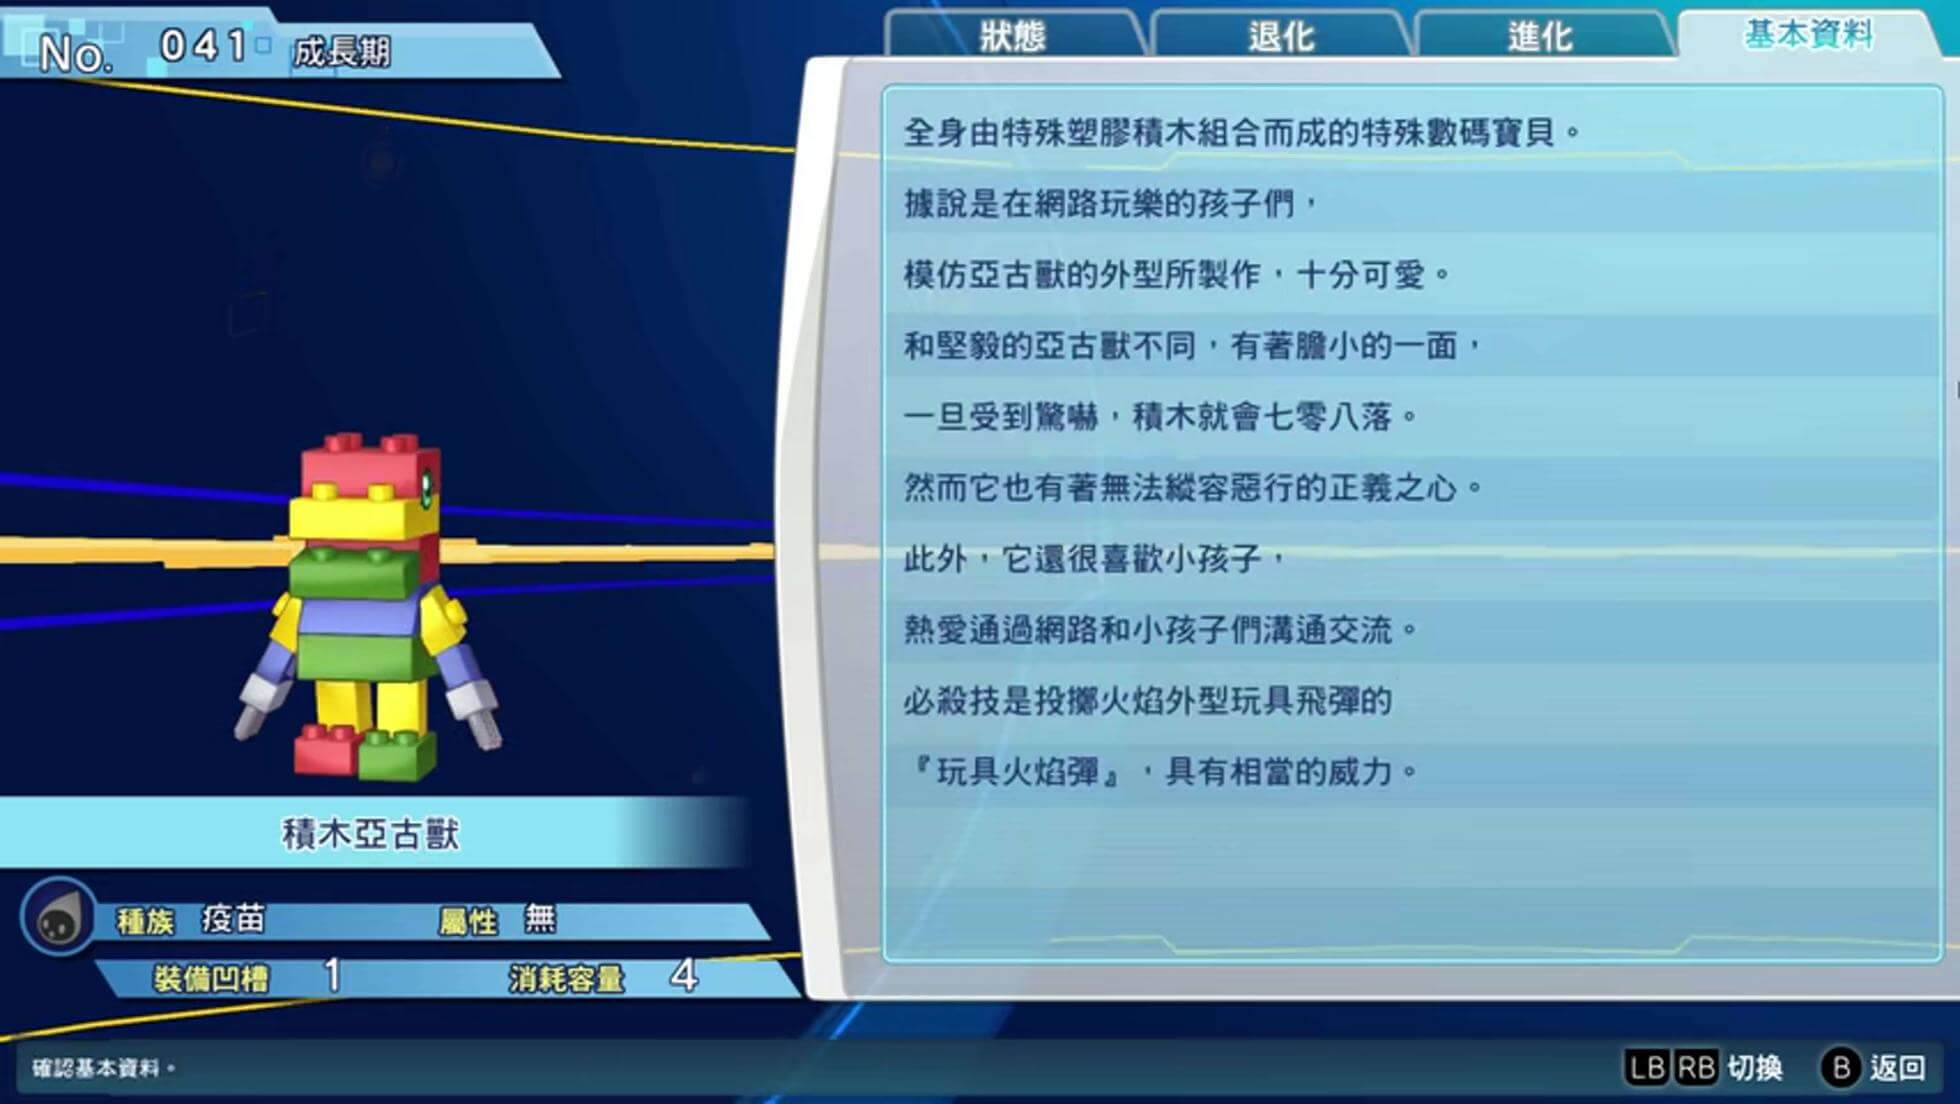 No. 041 成長期
狀態 退化 進化 基本資料
全身由特殊塑膠積木組合而成的特殊數碼寶貝。
據說是在網路玩樂的孩子們，
模仿亞古獸的外型所製作，十分可愛。
和堅毅的亞古獸不同，有著膽小的一面，
一旦受到驚嚇，積木就會七零八落。
然而它也有著無法縱容惡行的正義之心。
此外，它還很喜歡小孩子，
熱愛通過網路和小孩子們溝通交流。
必殺技是投擲火焰外型玩具飛彈的
『玩具火焰彈』，具有相當的威力。
積木亞古獸
種族 疫苗 屬性 無
裝備凹槽 1 消耗容量 4
確認基本資料。
LB RB 切換 B 返回